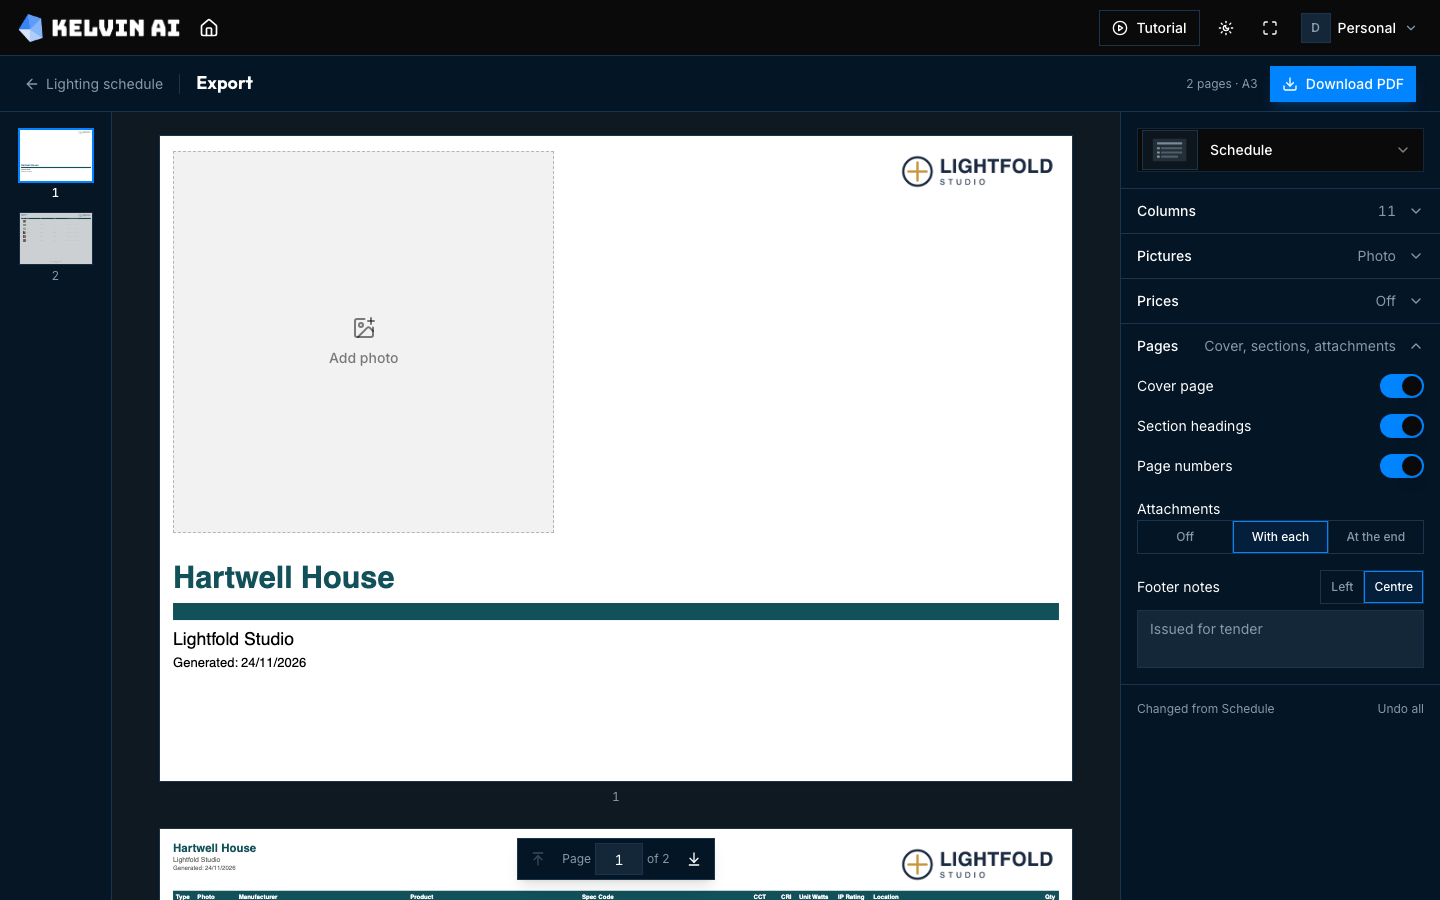 KELVIN AI
Tutorial
D
Personal
Lighting schedule
Export
2 pages · A3
Download PDF
1
2
LIGHTFOLD
STUDIO
Add photo
Hartwell House
Lightfold Studio
Generated: 24/11/2026
1
Hartwell House
Lightfold Studio
Generated: 24/11/2026
LIGHTFOLD
STUDIO
Page 1 of 2
Type Photo Manufacturer Product Spec Code CCT CRI Unit Watts IP Rating Location Qty
Schedule
Columns 11
Pictures Photo
Prices Off
Pages Cover, sections, attachments
Cover page
Section headings
Page numbers
Attachments
Off With each At the end
Footer notes Left Centre
Issued for tender
Changed from Schedule Undo all